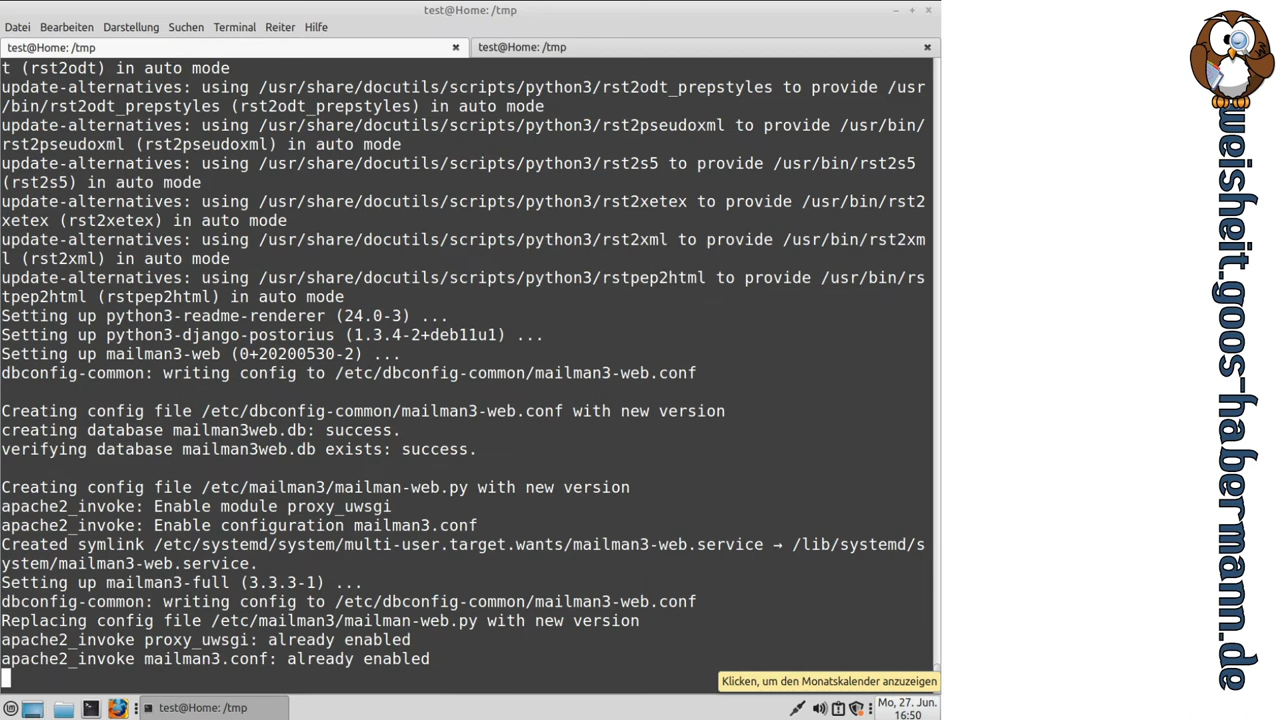 test@Home: /tmp
Datei Bearbeiten Darstellung Suchen Terminal Reiter Hilfe
test@Home: /tmp
test@Home: /tmp
t (rst2odt) in auto mode
update-alternatives: using /usr/share/docutils/scripts/python3/rst2odt_prepstyles to provide /usr
/bin/rst2odt_prepstyles (rst2odt_prepstyles) in auto mode
update-alternatives: using /usr/share/docutils/scripts/python3/rst2pseudoxml to provide /usr/bin/
rst2pseudoxml (rst2pseudoxml) in auto mode
update-alternatives: using /usr/share/docutils/scripts/python3/rst2s5 to provide /usr/bin/rst2s5
(rst2s5) in auto mode
update-alternatives: using /usr/share/docutils/scripts/python3/rst2xetex to provide /usr/bin/rst2
xetex (rst2xetex) in auto mode
update-alternatives: using /usr/share/docutils/scripts/python3/rst2xml to provide /usr/bin/rst2xm
l (rst2xml) in auto mode
update-alternatives: using /usr/share/docutils/scripts/python3/rstpep2html to provide /usr/bin/rs
tpep2html (rstpep2html) in auto mode
Setting up python3-readme-renderer (24.0-3) ...
Setting up python3-django-postorius (1.3.4-2+deb11u1) ...
Setting up mailman3-web (0+20200530-2) ...
dbconfig-common: writing config to /etc/dbconfig-common/mailman3-web.conf
Creating config file /etc/dbconfig-common/mailman3-web.conf with new version
creating database mailman3web.db: success.
verifying database mailman3web.db exists: success.
Creating config file /etc/mailman3/mailman-web.py with new version
apache2_invoke: Enable module proxy_uwsgi
apache2_invoke: Enable configuration mailman3.conf
Created symlink /etc/systemd/system/multi-user.target.wants/mailman3-web.service → /lib/systemd/s
ystem/mailman3-web.service.
Setting up mailman3-full (3.3.3-1) ...
dbconfig-common: writing config to /etc/dbconfig-common/mailman3-web.conf
Replacing config file /etc/mailman3/mailman-web.py with new version
apache2_invoke proxy_uwsgi: already enabled
apache2_invoke mailman3.conf: already enabled
Klicken, um den Monatskalender anzuzeigen
test@Home: /tmp
Mo, 27. Jun.
16:50
weisheit.goos-habermann.de